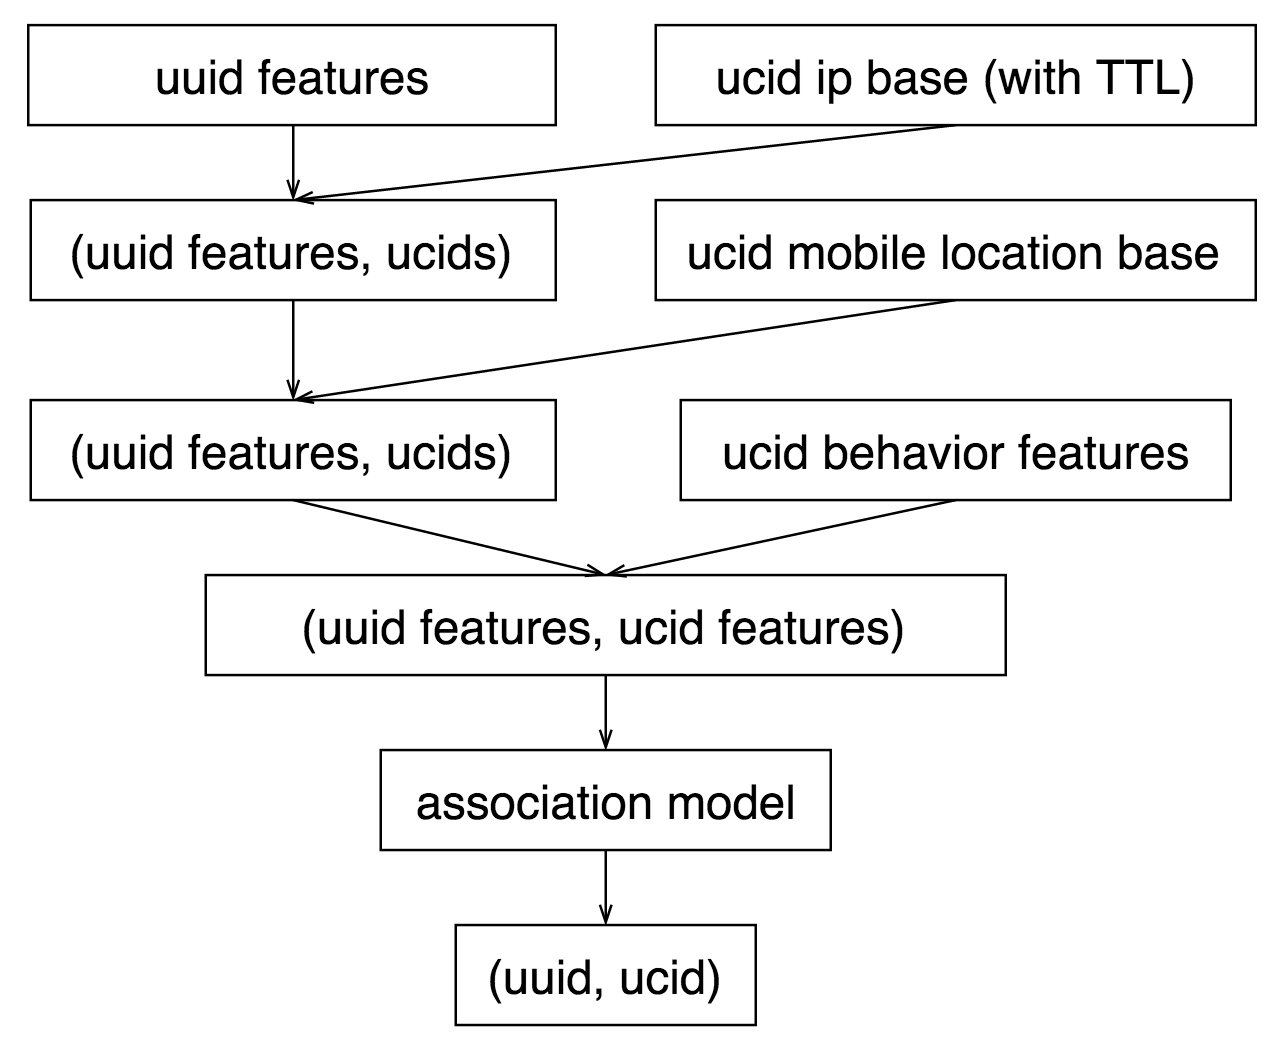 uuid features
ucid ip base (with TTL)
(uuid features, ucids)
ucid mobile location base
(uuid features, ucids)
ucid behavior features
(uuid features, ucid features)
association model
(uuid, ucid)